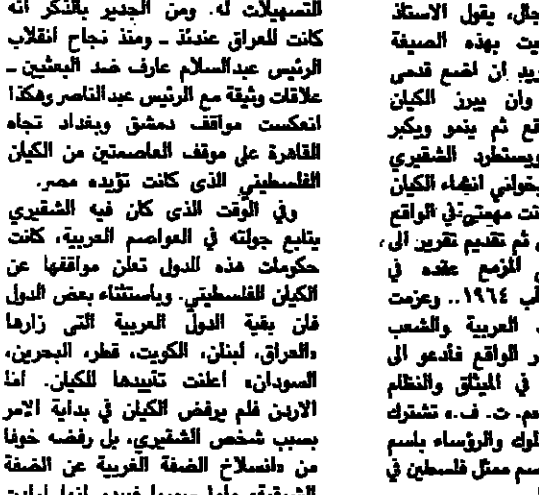 جال، يقول الاستاذ
يت بهذه الصيغة
ريد ان اضع قدمي
وان يبرز الكيان
قع ثم ينمو ويكبر
ويستطرد الشقيري
يخولني انشاء الكيان
نت مهمتي في الواقع
ثم تقديم تقرير الى
المزمع عقده في
ب ١٩٦٤.. وعزمت
العربية والشعب
ر الواقع فأدعو الى
في الميثاق والنظام
م. ت. ف.» تشترك
لوك والرؤساء باسم
سم ممثل فلسطين في
التسهيلات له. ومن الجدير بالذكر انه
كانت للعراق عندئذ ــ ومنذ نجاح انقلاب
الرئيس عبدالسلام عارف ضد البعثيين ــ
علاقات وثيقة مع الرئيس عبدالناصر وهكذا
انعكست مواقف دمشق وبغداد تجاه
القاهرة على موقف العاصمتين من الكيان
الفلسطيني الذي كانت تؤيده مصر.
وفي الوقت الذي كان فيه الشقيري
يتابع جولته في العواصم العربية، كانت
حكومات هذه الدول تعلن مواقفها عن
الكيان الفلسطيني. وباستثناء بعض الدول
فان بقية الدول العربية التي زارها
«العراق، لبنان، الكويت، قطر، البحرين،
السودان» اعلنت تأييدها للكيان. اما
الاردن فلم يرفض الكيان في بداية الامر
بسبب شخص الشقيري، بل رفضه خوفا
من «انسلاخ الضفة الغربية عن الضفة